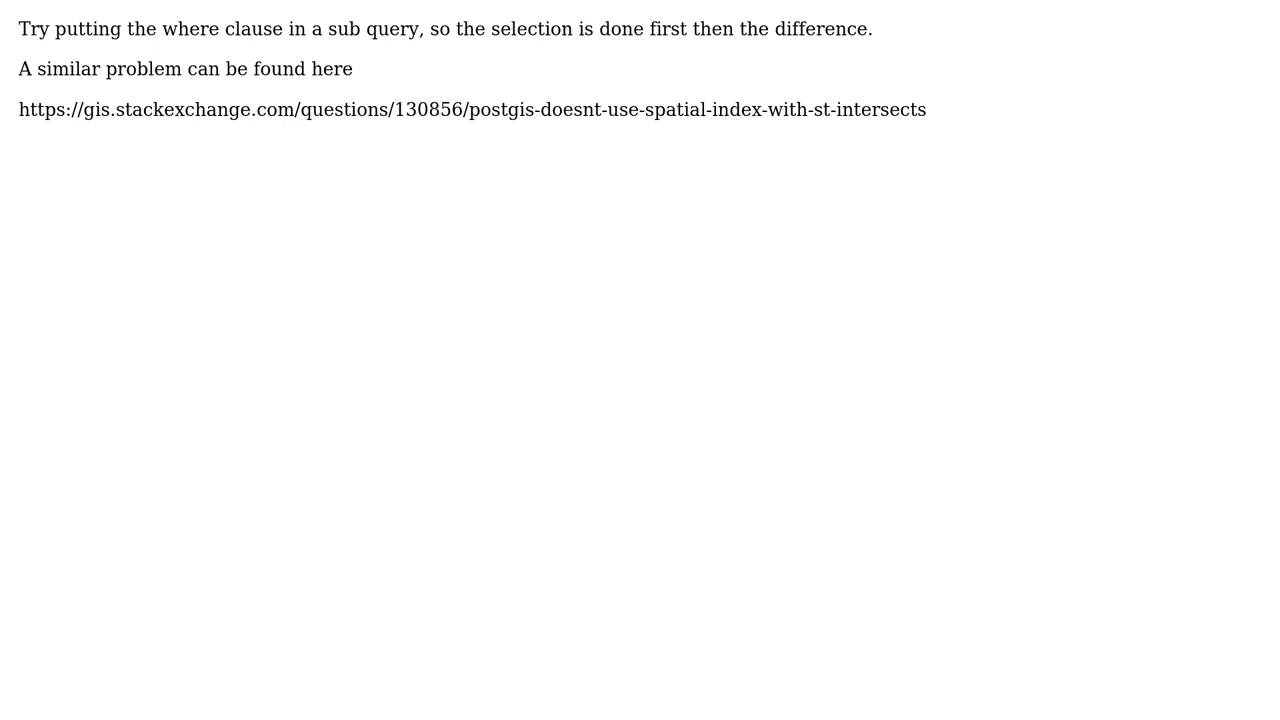 Try putting the where clause in a sub query, so the selection is done first then the difference.
A similar problem can be found here
https://gis.stackexchange.com/questions/130856/postgis-doesnt-use-spatial-index-with-st-intersects